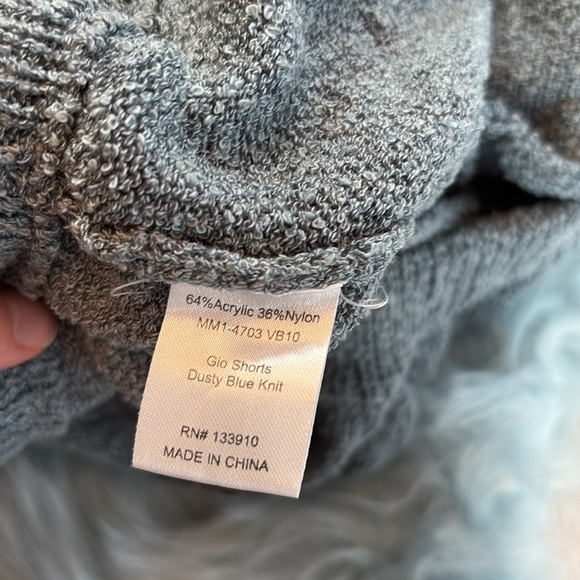 64%Acrylic 36%Nylon
MM1-4703 VB10
Gio Shorts
Dusty Blue Knit
RN# 133910
MADE IN CHINA